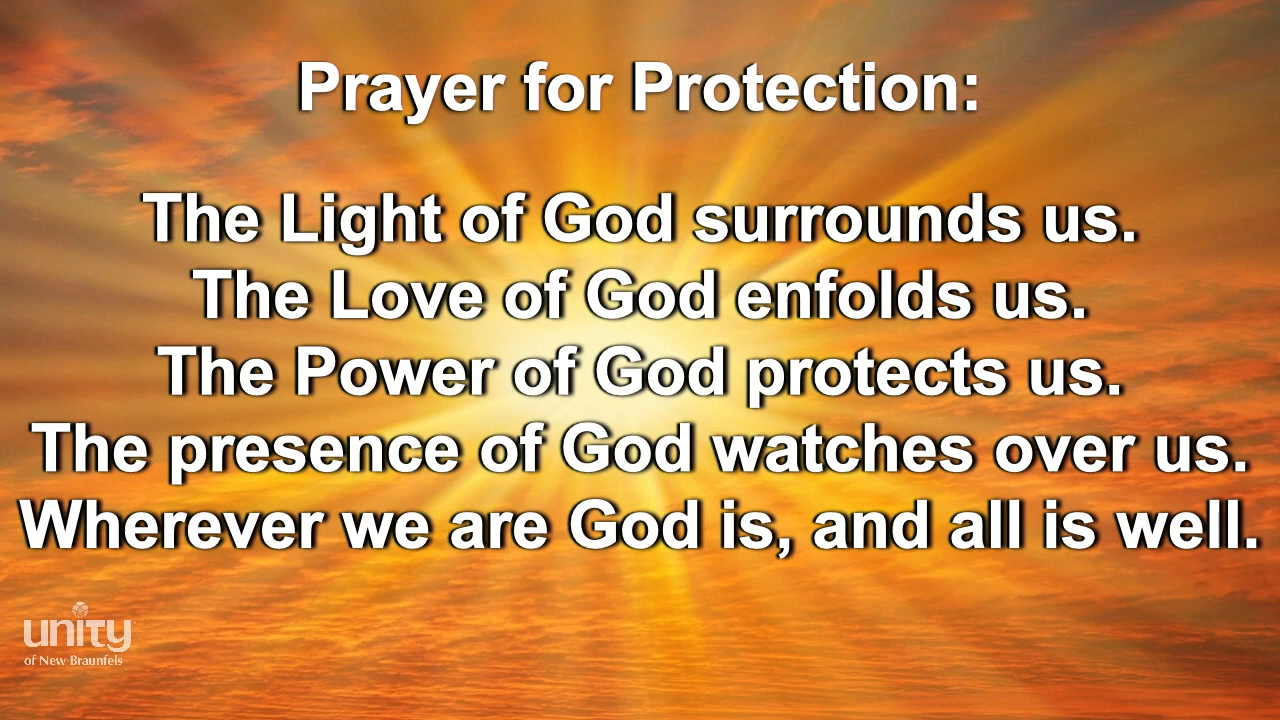 Prayer for Protection:
The Light of God surrounds us.
The Love of God enfolds us.
The Power of God protects us.
The presence of God watches over us.
Wherever we are God is, and all is well.
unity
of New Braunfels